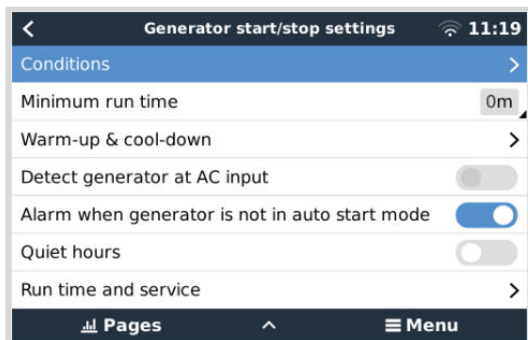 Generator start/stop settings 11:19
Conditions
Minimum run time 0m
Warm-up & cool-down
Detect generator at AC input
Alarm when generator is not in auto start mode
Quiet hours
Run time and service
Pages Menu